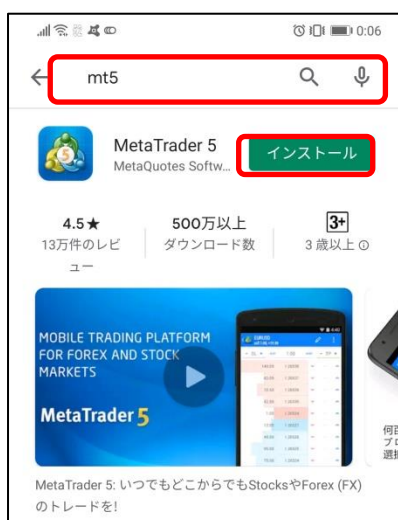 0:06
mt5
MetaTrader 5
MetaQuotes Softw...
インストール
4.5★
13万件のレビ
ュー
500万以上
ダウンロード数
3+
3 歳以上
MOBILE TRADING PLATFORM
FOR FOREX AND STOCK
MARKETS
MetaTrader 5
MetaTrader 5: いつでもどこからでもStocksやForex (FX)
のトレードを!